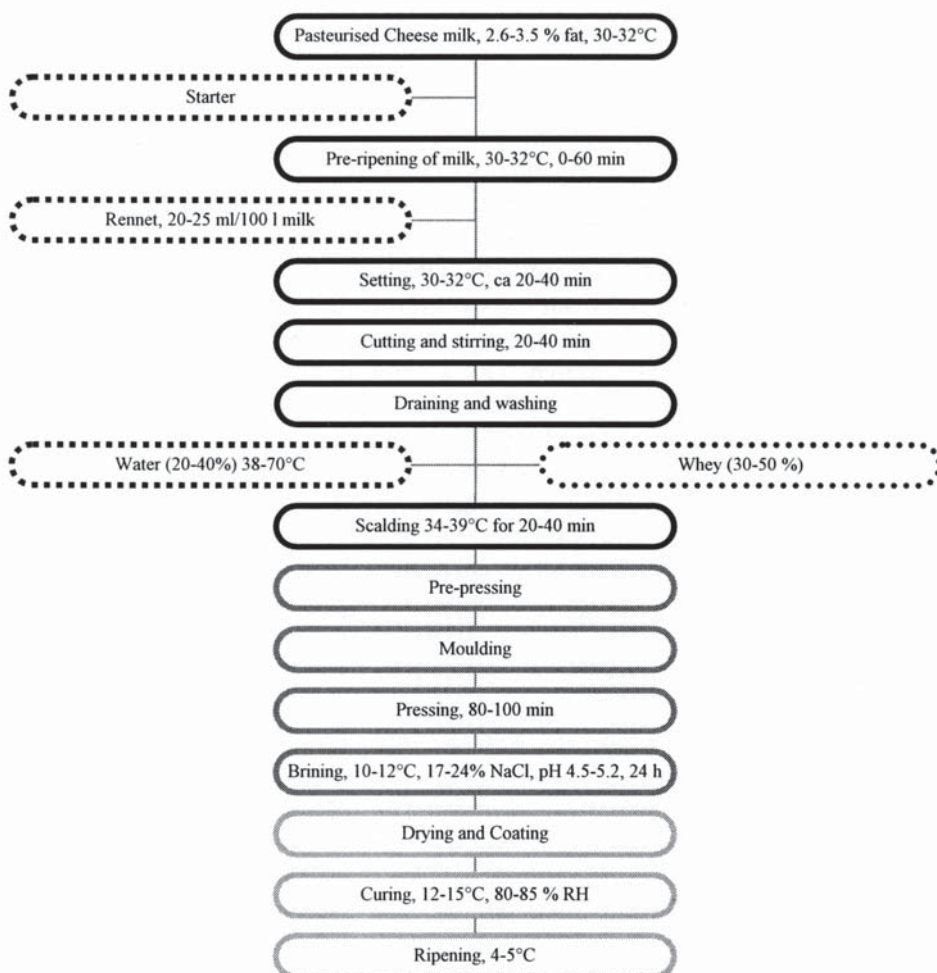 Pasteurised Cheese milk, 2.6-3.5 % fat, 30-32°C
Starter
Pre-ripening of milk, 30-32°C, 0-60 min
Rennet, 20-25 ml/100 l milk
Setting, 30-32°C, ca 20-40 min
Cutting and stirring, 20-40 min
Draining and washing
Water (20-40%) 38-70°C
Whey (30-50 %)
Scalding 34-39°C for 20-40 min
Pre-pressing
Moulding
Pressing, 80-100 min
Brining, 10-12°C, 17-24% NaCl, pH 4.5-5.2, 24 h
Drying and Coating
Curing, 12-15°C, 80-85 % RH
Ripening, 4-5°C